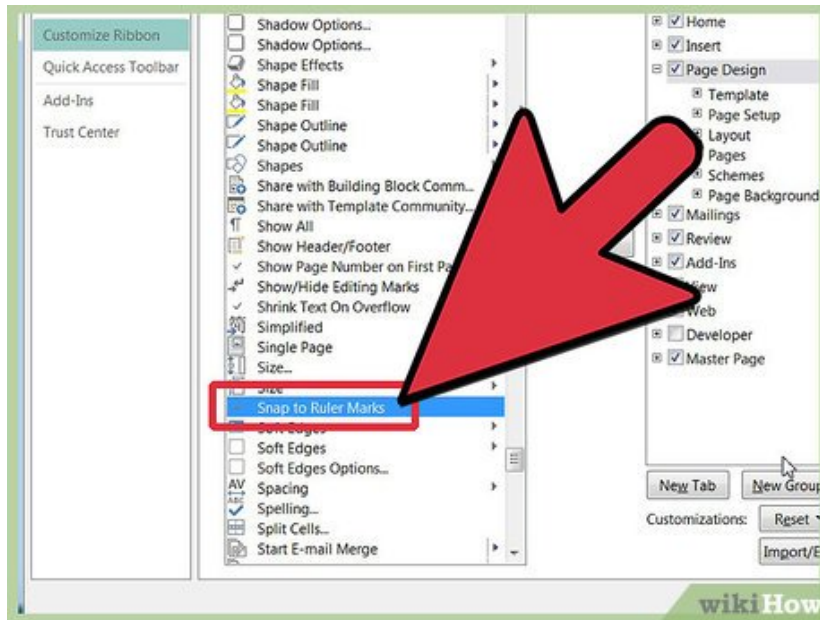 Customize Ribbon
Quick Access Toolbar
Add-Ins
Trust Center
Shadow Options...
Shadow Options...
Shape Effects
Shape Fill
Shape Fill
Shape Outline
Shape Outline
Shapes
Share with Building Block Comm...
Share with Template Community...
Show All
Show Header/Footer
Show Page Number on First Pa
Show/Hide Editing Marks
Shrink Text On Overflow
Simplified
Single Page
Size...
Size
Snap to Ruler Marks
Soft Edges
Soft Edges
Soft Edges Options...
Spacing
Spelling...
Split Cells...
Start E-mail Merge
Home
Insert
Page Design
Template
Page Setup
Layout
Pages
Schemes
Page Background
Mailings
Review
Add-Ins
View
Web
Developer
Master Page
New Tab
New Group
Customizations:
Reset
Import/E
wikiHow